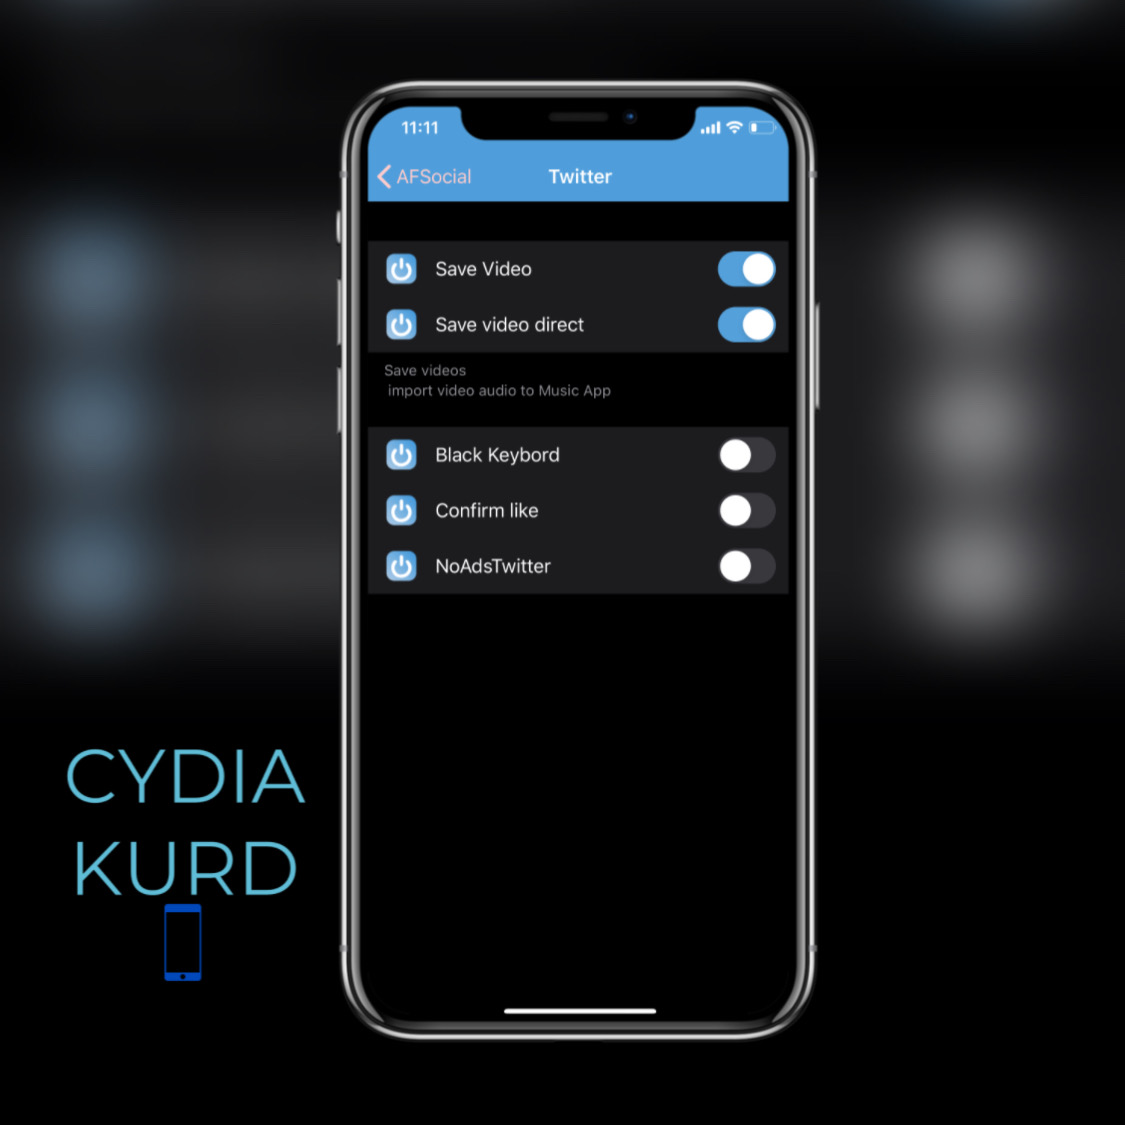 11:11
AFSocial
Twitter
Save Video
Save video direct
Save videos
import video audio to Music App
Black Keybord
Confirm like
NoAdsTwitter
CYDIA
KURD